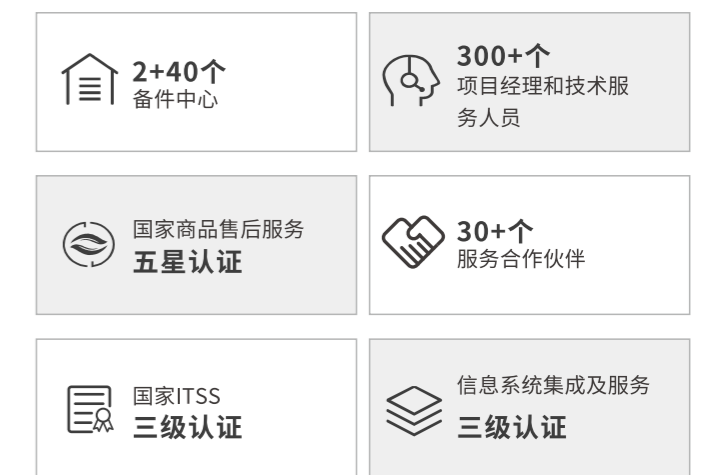 2+40个
备件中心
300+个
项目经理和技术服
务人员
国家商品售后服务
五星认证
30+个
服务合作伙伴
国家ITSS
三级认证
信息系统集成及服务
三级认证